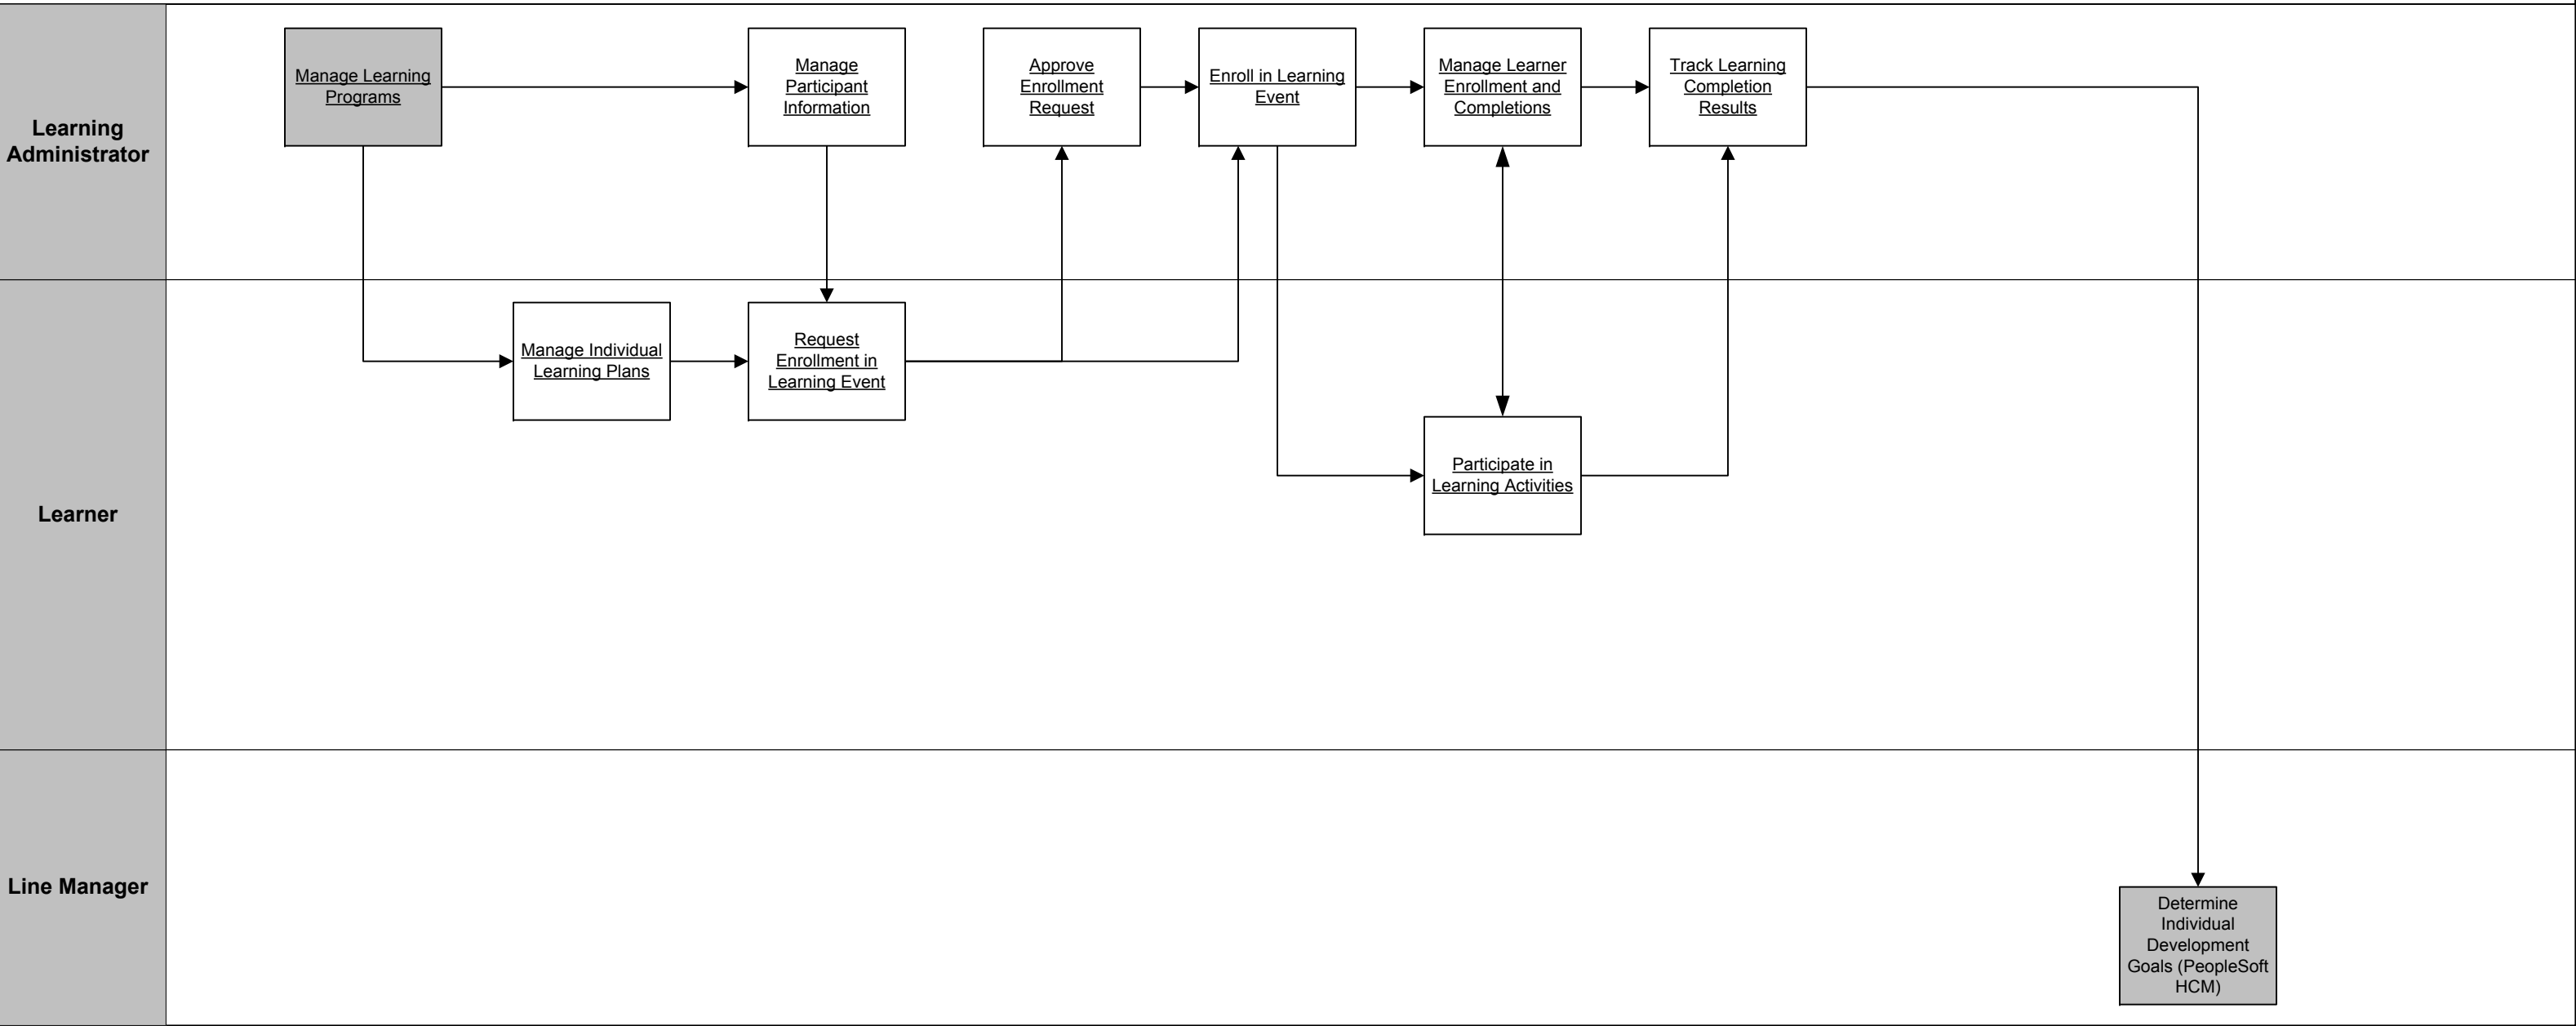 Learning
Administrator
Manage Learning
Programs
Manage
Participant
Information
Approve
Enrollment
Request
Enroll in Learning
Event
Manage Learner
Enrollment and
Completions
Track Learning
Completion
Results
Learner
Manage Individual
Learning Plans
Request
Enrollment in
Learning Event
Participate in
Learning Activities
Line Manager
Determine
Individual
Development
Goals (PeopleSoft
HCM)